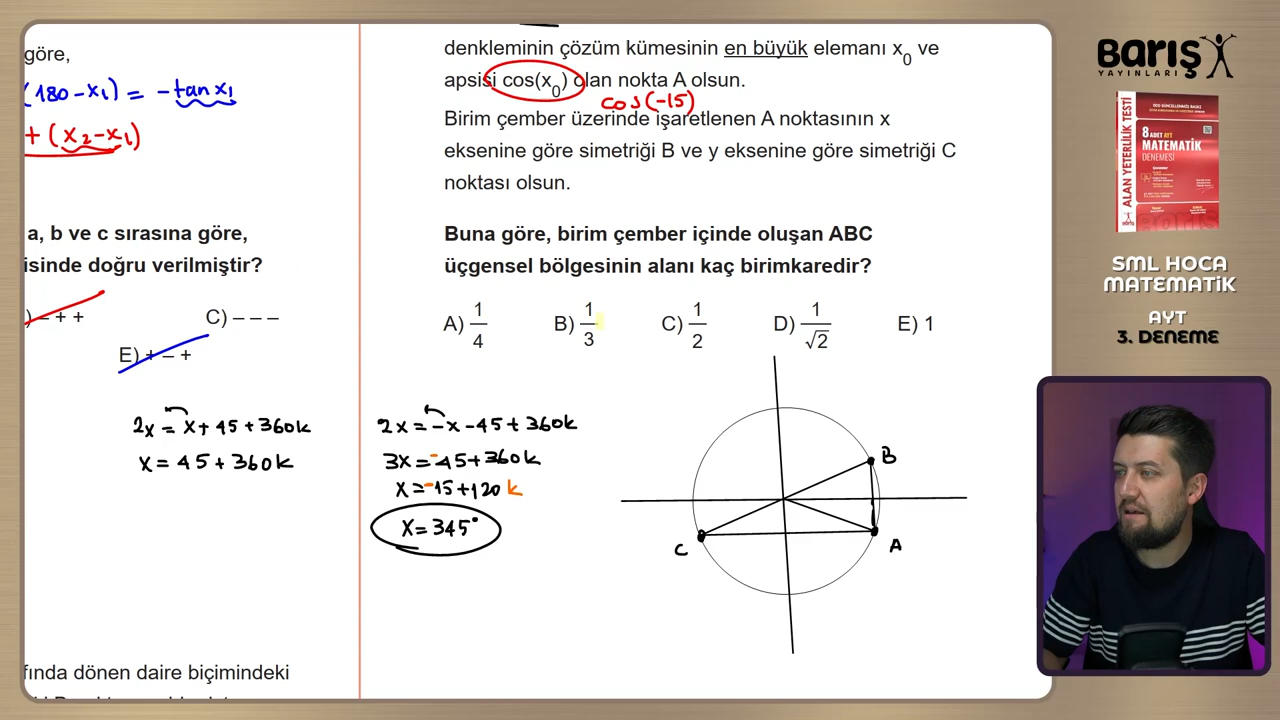 göre,
(180 – x₁) = – tan x₁
+ (x₂ – x₁)
a, b ve c sırasına göre,
isinde doğru verilmiştir?
) – + +
C) – – –
E) + – +
2x = x + 45 + 360k
x = 45 + 360k
denkleminin çözüm kümesinin en büyük elemanı x₀ ve
apsisi cos(x₀) olan nokta A olsun.
cos(-15)
Birim çember üzerinde işaretlenen A noktasının x
eksenine göre simetriği B ve y eksenine göre simetriği C
noktası olsun.
Buna göre, birim çember içinde oluşan ABC
üçgensel bölgesinin alanı kaç birimkaredir?
A) 1/4 B) 1/3 C) 1/2 D) 1/√2 E) 1
2x = – x – 45 + 360k
3x = -45 + 360k
x = -15 + 120 k
x = 345°
B
A
C
fında dönen daire biçimindeki
BARIŞ
YAYINLARI
ALAN YETERLİLİK TESTİ
8 ADET AYT
MATEMATİK
DENEMESİ
SML HOCA
MATEMATİK
AYT
3. DENEME